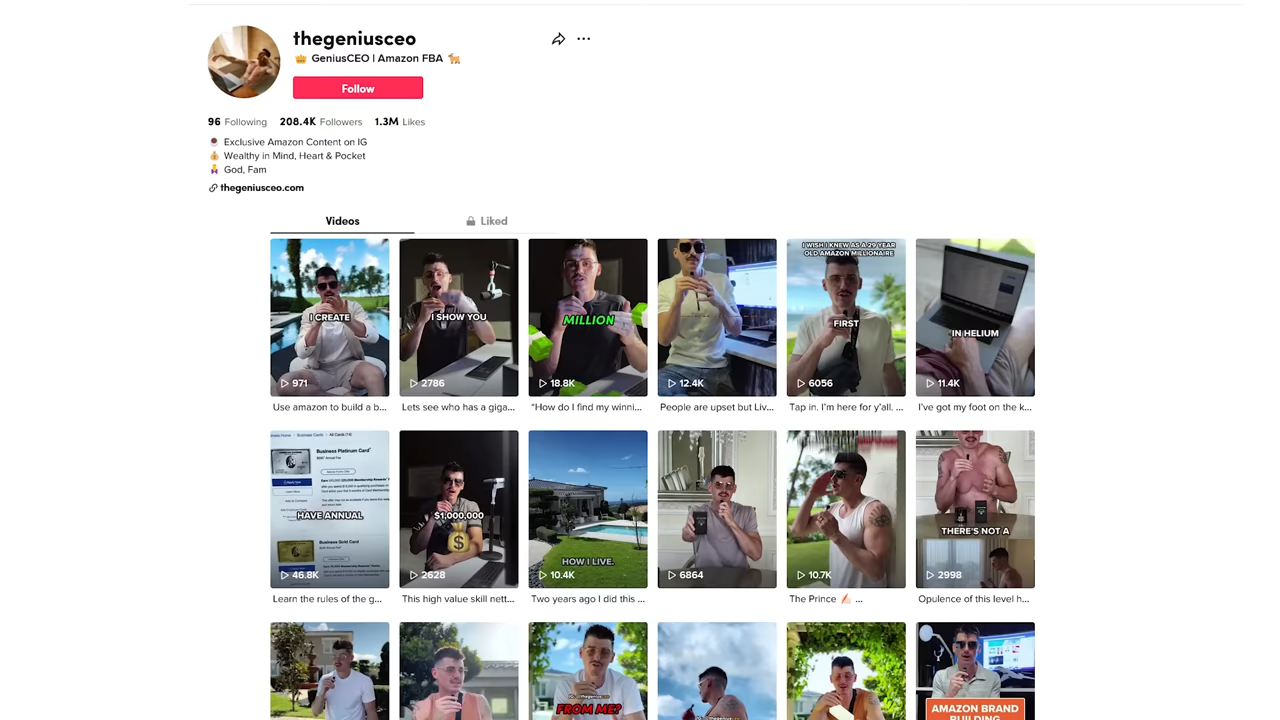 thegeniusceo
GeniusCEO | Amazon FBA
Follow
96 Following 208.4K Followers 1.3M Likes
Exclusive Amazon Content on IG
Wealthy in Mind, Heart & Pocket
God, Fam
thegeniusceo.com
Videos Liked
I CREATE
971
Use amazon to build a b...
I SHOW YOU
2786
Lets see who has a giga...
MILLION
18.8K
“How do I find my winni...
12.4K
People are upset but Liv...
I WISH I KNEW AS A 29 YEAR
OLD AMAZON MILLIONAIRE
FIRST
6056
Tap in. I’m here for y’all. ...
IN HELIUM
11.4K
I’ve got my foot on the k...
Business Platinum Card
HAVE ANNUAL
Business Gold Card
46.8K
Learn the rules of the g...
$1,000,000
$
2628
This high value skill nett...
HOW I LIVE.
10.4K
Two years ago I did this ...
6864
10.7K
The Prince ...
THERE'S NOT A
2998
Opulence of this level h...
FROM ME?
AMAZON BRAND
BUILDING